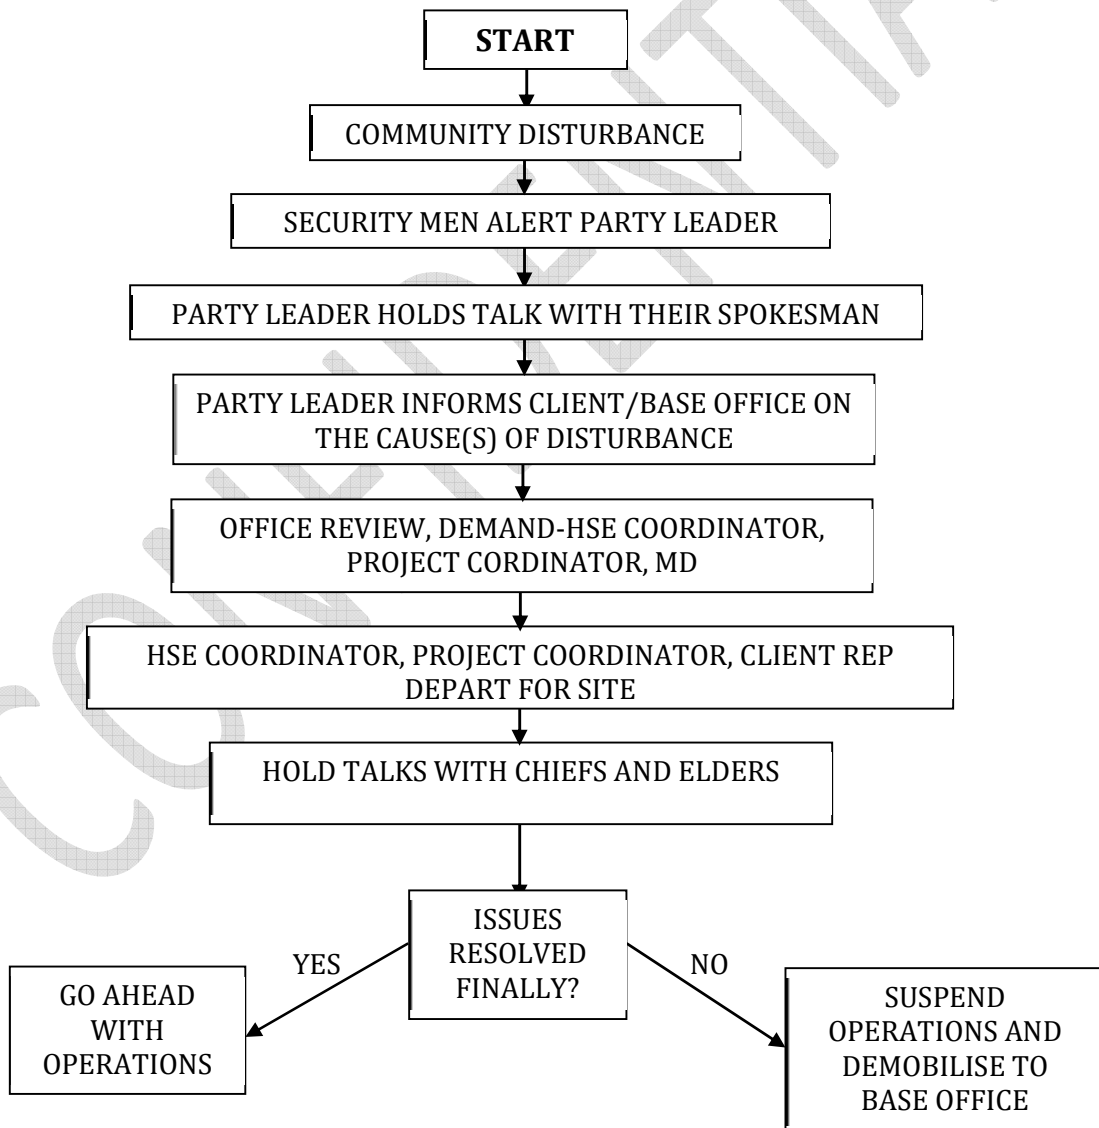 START
COMMUNITY DISTURBANCE
SECURITY MEN ALERT PARTY LEADER
PARTY LEADER HOLDS TALK WITH THEIR SPOKESMAN
PARTY LEADER INFORMS CLIENT/BASE OFFICE ON
THE CAUSE(S) OF DISTURBANCE
OFFICE REVIEW, DEMAND-HSE COORDINATOR,
PROJECT CORDINATOR, MD
HSE COORDINATOR, PROJECT COORDINATOR, CLIENT REP
DEPART FOR SITE
HOLD TALKS WITH CHIEFS AND ELDERS
ISSUES
RESOLVED
FINALLY?
YES
NO
GO AHEAD
WITH
OPERATIONS
SUSPEND
OPERATIONS AND
DEMOBILISE TO
BASE OFFICE
CONFIDENTIA